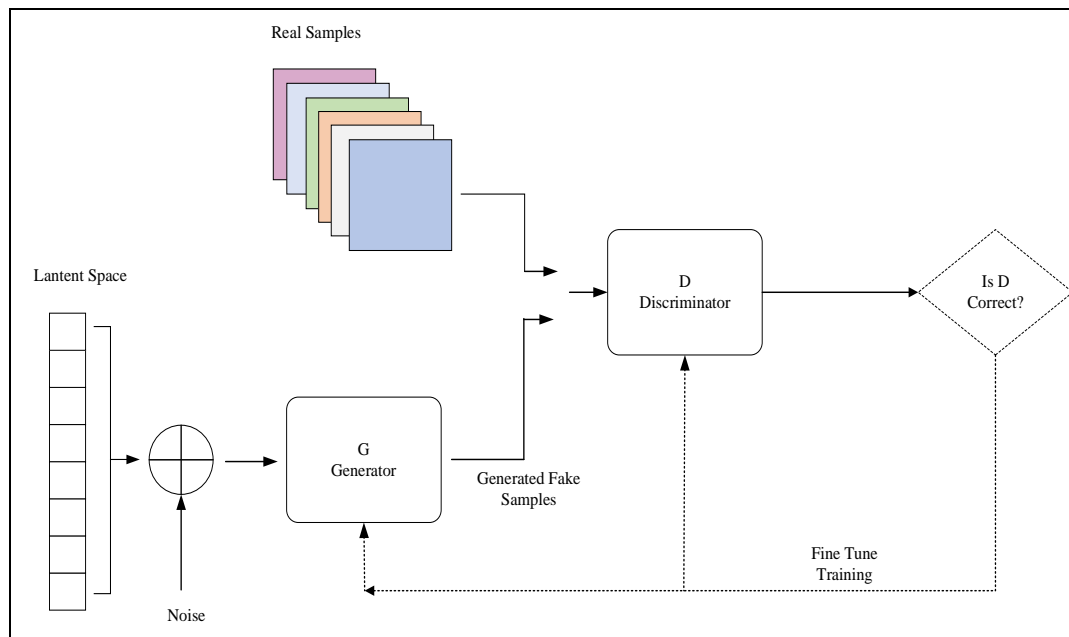 Real Samples
Lantent Space
D
Discriminator
Is D
Correct?
G
Generator
Generated Fake
Samples
Fine Tune
Training
Noise